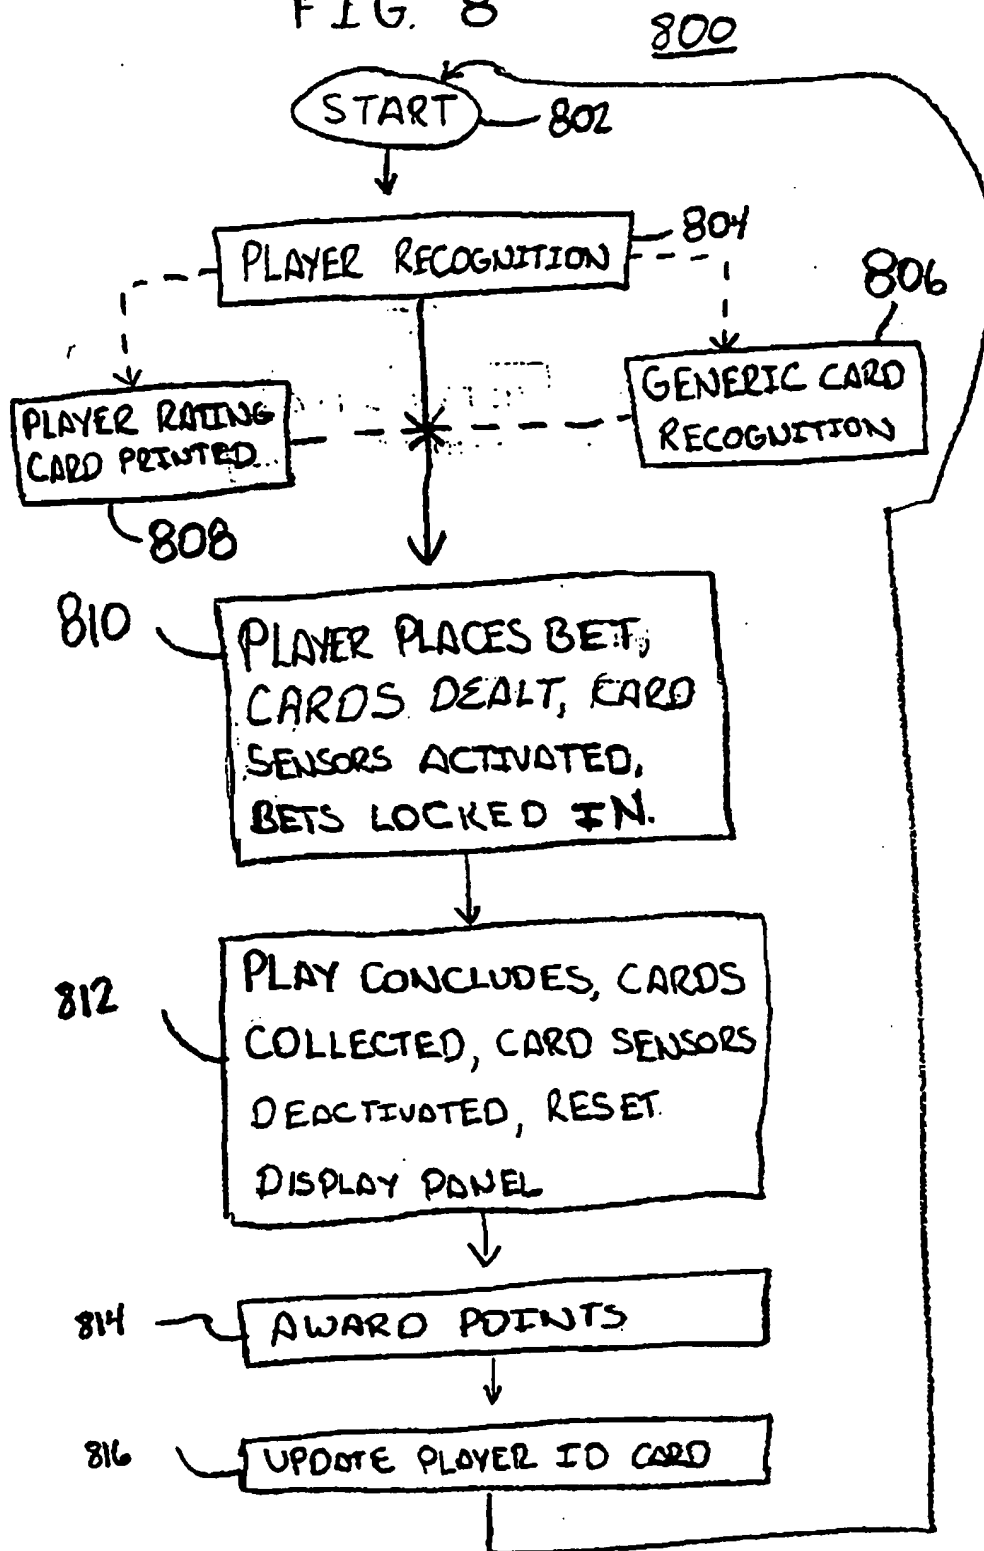 FIG. 8
800
START
802
PLAYER RECOGNITION
804
806
GENERIC CARD
RECOGNITION
PLAYER RATING
CARD PRINTED
808
810
PLAYER PLACES BET,
CARDS DEALT, CARD
SENSORS ACTIVATED,
BETS LOCKED IN.
812
PLAY CONCLUDES, CARDS
COLLECTED, CARD SENSORS
DEACTIVATED, RESET
DISPLAY PANEL
814
AWARD POINTS
816
UPDATE PLAYER ID CARD